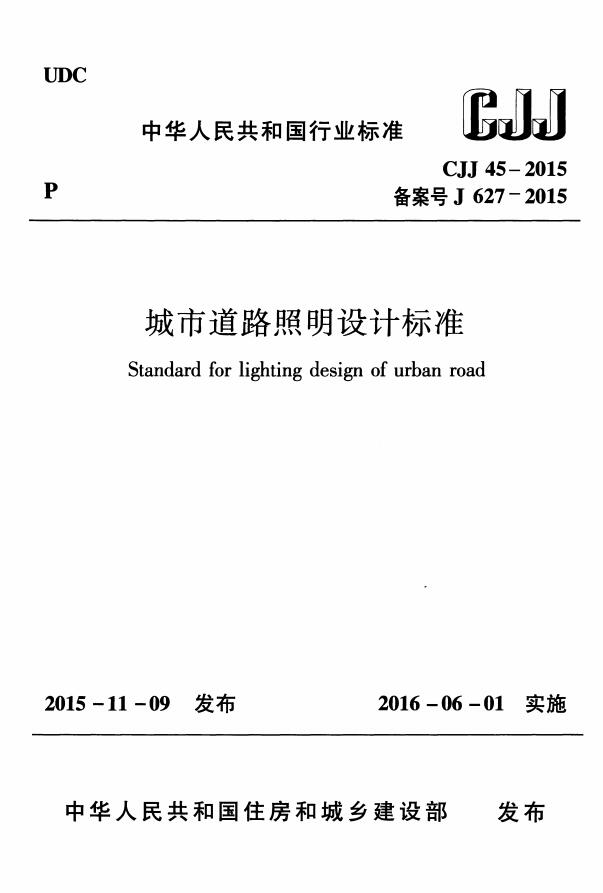 UDC
CJJ
中华人民共和国行业标准
CJJ 45－2015
P
备案号 J 627－2015
城市道路照明设计标准
Standard for lighting design of urban road
2015－11－09 发布 2016－06－01 实施
中华人民共和国住房和城乡建设部 发布